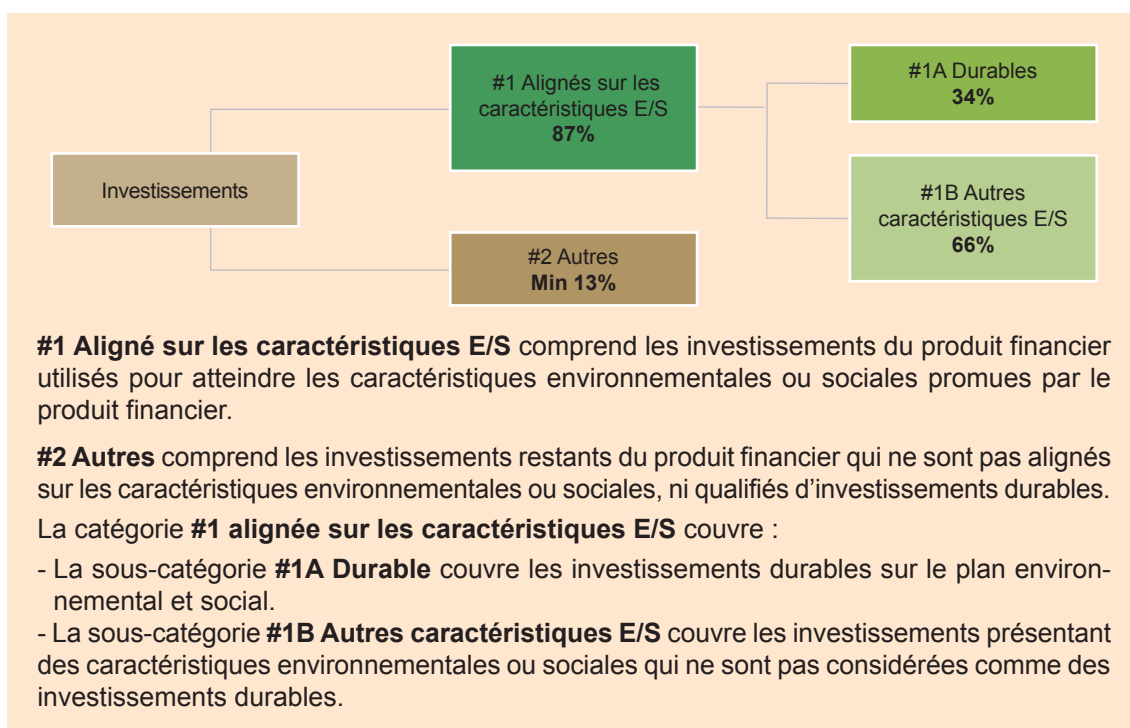 #1 Alignés sur les
caractéristiques E/S
87%
#1A Durables
34%
Investissements
#1B Autres
caractéristiques E/S
66%
#2 Autres
Min 13%
#1 Aligné sur les caractéristiques E/S comprend les investissements du produit financier
utilisés pour atteindre les caractéristiques environnementales ou sociales promues par le
produit financier.
#2 Autres comprend les investissements restants du produit financier qui ne sont pas alignés
sur les caractéristiques environnementales ou sociales, ni qualifiés d’investissements durables.
La catégorie #1 alignée sur les caractéristiques E/S couvre :
- La sous-catégorie #1A Durable couvre les investissements durables sur le plan environ-
nemental et social.
- La sous-catégorie #1B Autres caractéristiques E/S couvre les investissements présentant
des caractéristiques environnementales ou sociales qui ne sont pas considérées comme des
investissements durables.